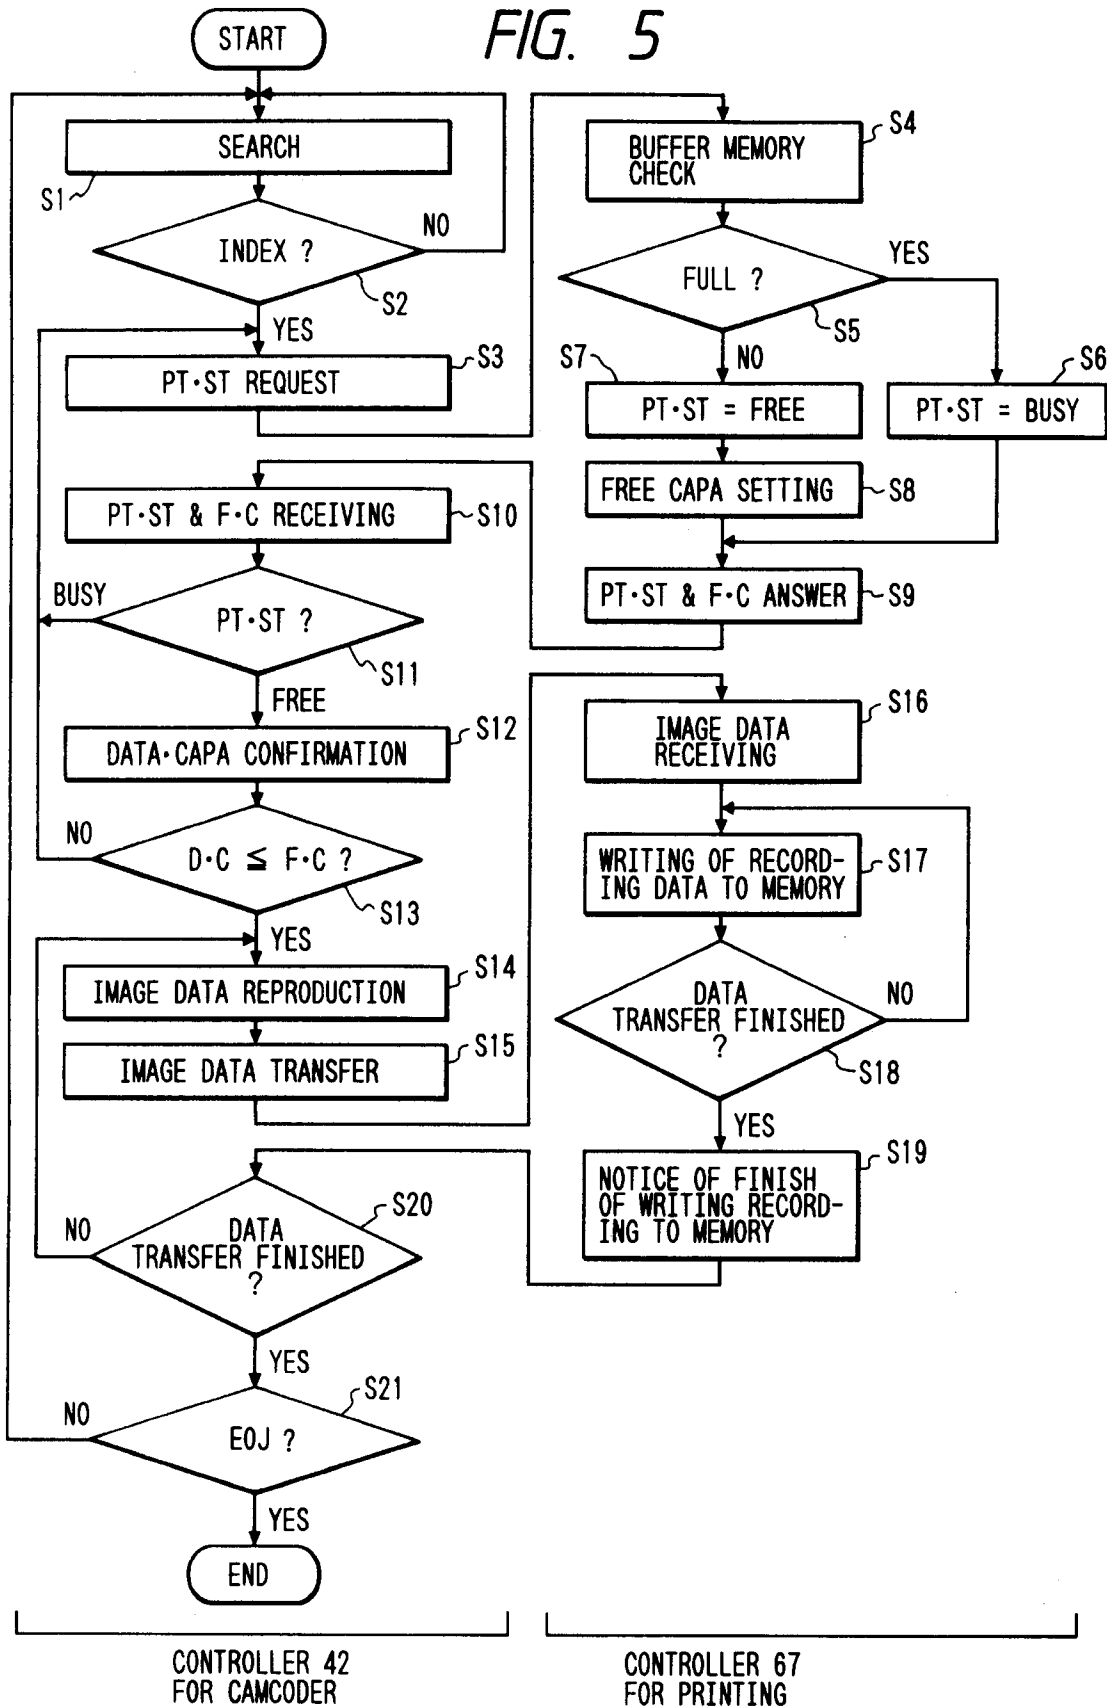 FIG. 5
START
SEARCH
S1
INDEX ?
NO
S2
YES
PT·ST REQUEST
S3
BUFFER MEMORY
CHECK
S4
FULL ?
YES
S5
NO
S7
PT·ST = FREE
S6
PT·ST = BUSY
FREE CAPA SETTING
S8
PT·ST & F·C ANSWER
S9
PT·ST & F·C RECEIVING
S10
BUSY
PT·ST ?
S11
FREE
DATA·CAPA CONFIRMATION
S12
NO
D·C ≦ F·C ?
S13
YES
IMAGE DATA REPRODUCTION
S14
IMAGE DATA TRANSFER
S15
IMAGE DATA
RECEIVING
S16
WRITING OF RECORD-
ING DATA TO MEMORY
S17
DATA
TRANSFER FINISHED
?
NO
S18
YES
NOTICE OF FINISH
OF WRITING RECORD-
ING TO MEMORY
S19
DATA
TRANSFER FINISHED
?
S20
NO
YES
EOJ ?
S21
NO
YES
END
CONTROLLER 42
FOR CAMCODER
CONTROLLER 67
FOR PRINTING